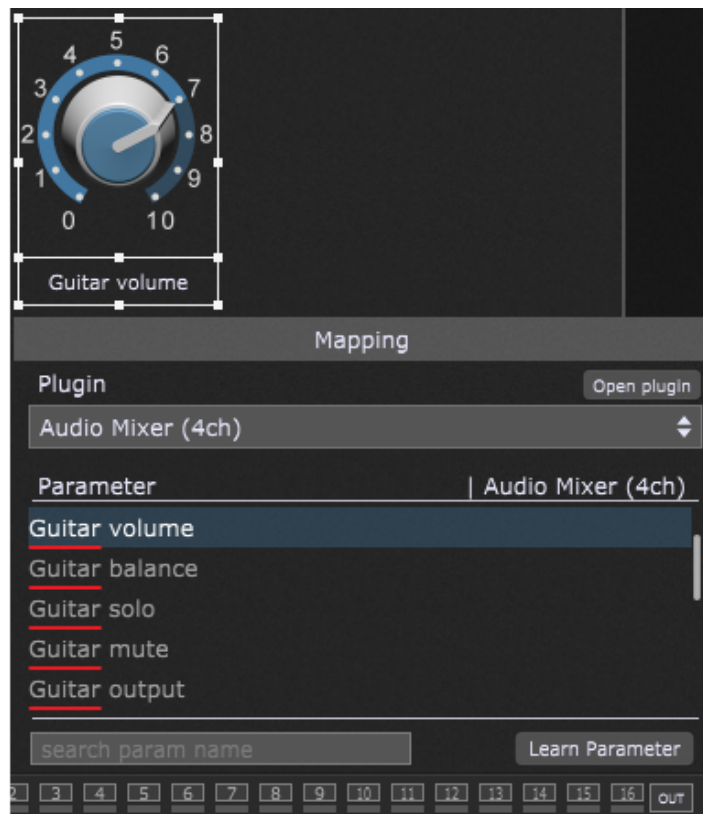 5
4 6
3 7
2 8
1 9
0 10
Guitar volume
Mapping
Plugin Open plugin
Audio Mixer (4ch)
Parameter | Audio Mixer (4ch)
Guitar volume
Guitar balance
Guitar solo
Guitar mute
Guitar output
search param name Learn Parameter
2 3 4 5 6 7 8 9 10 11 12 13 14 15 16 OUT